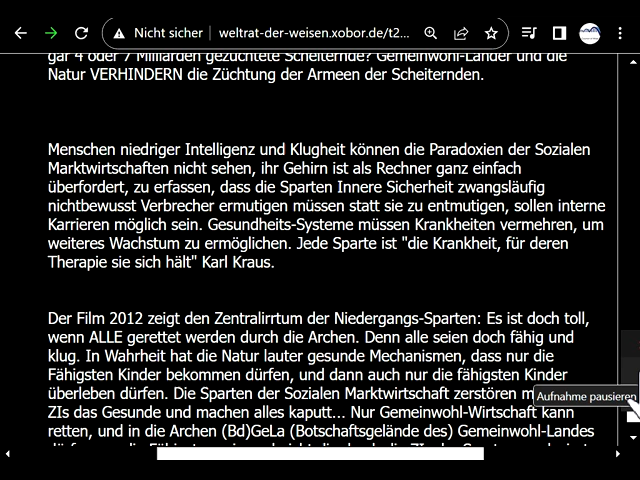 Nicht sicher weltrat-der-weisen.xobor.de/t2...
gar 4 oder 7 Milliarden gezüchtete Scheiternde? Gemeinwohl-Länder und die
Natur VERHINDERN die Züchtung der Armeen der Scheiternden.
Menschen niedriger Intelligenz und Klugheit können die Paradoxien der Sozialen
Marktwirtschaften nicht sehen, ihr Gehirn ist als Rechner ganz einfach
überfordert, zu erfassen, dass die Sparten Innere Sicherheit zwangsläufig
nichtbewusst Verbrecher ermutigen müssen statt sie zu entmutigen, sollen interne
Karrieren möglich sein. Gesundheits-Systeme müssen Krankheiten vermehren, um
weiteres Wachstum zu ermöglichen. Jede Sparte ist "die Krankheit, für deren
Therapie sie sich hält" Karl Kraus.
Der Film 2012 zeigt den Zentralirrtum der Niedergangs-Sparten: Es ist doch toll,
wenn ALLE gerettet werden durch die Archen. Denn alle seien doch fähig und
klug. In Wahrheit hat die Natur lauter gesunde Mechanismen, dass nur die
Fähigsten Kinder bekommen dürfen, und dann auch nur die fähigsten Kinder
überleben dürfen. Die Sparten der Sozialen Marktwirtschaft zerstören
Aufnahme pausieren
ZIs das Gesunde und machen alles kaputt... Nur Gemeinwohl-Wirtschaft kann
retten, und in die Archen (Bd)GeLa (Botschaftsgelände des) Gemeinwohl-Landes